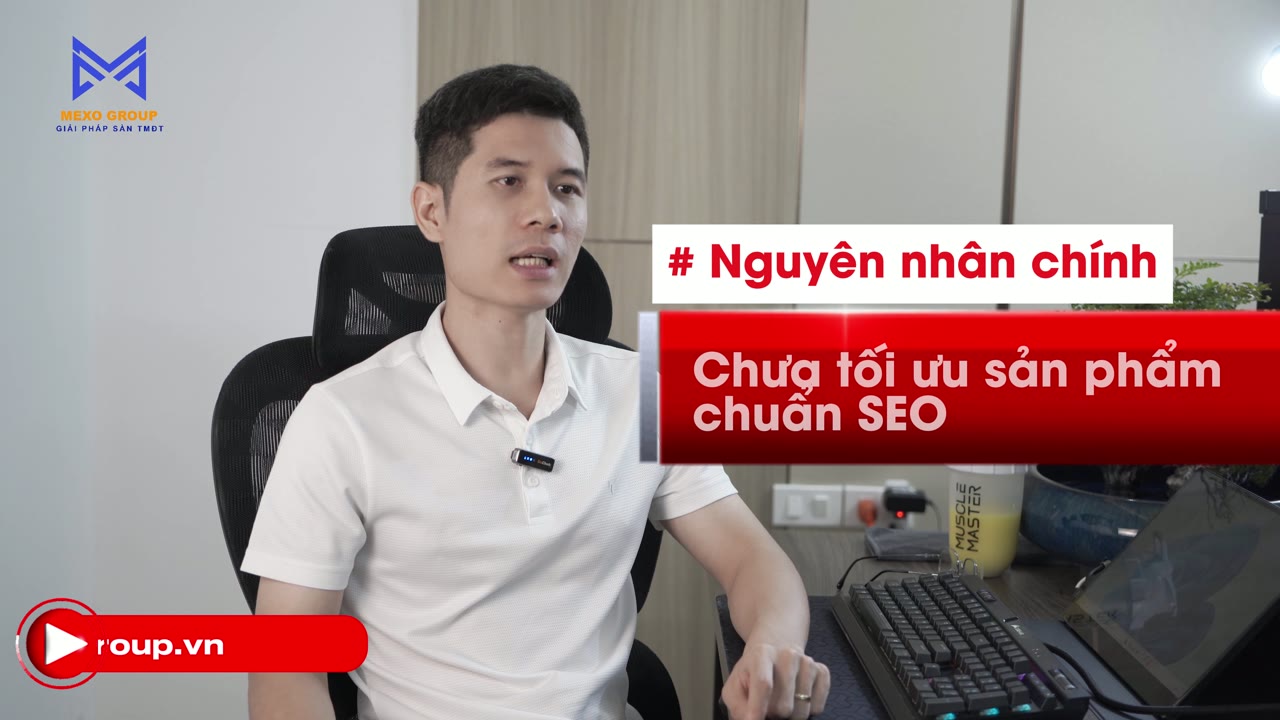 MEXO GROUP
GIẢI PHÁP SÀN TMĐT
# Nguyên nhân chính
Chưa tối ưu sản phẩm
chuẩn SEO
MUSCLE
MASTER
roup.vn